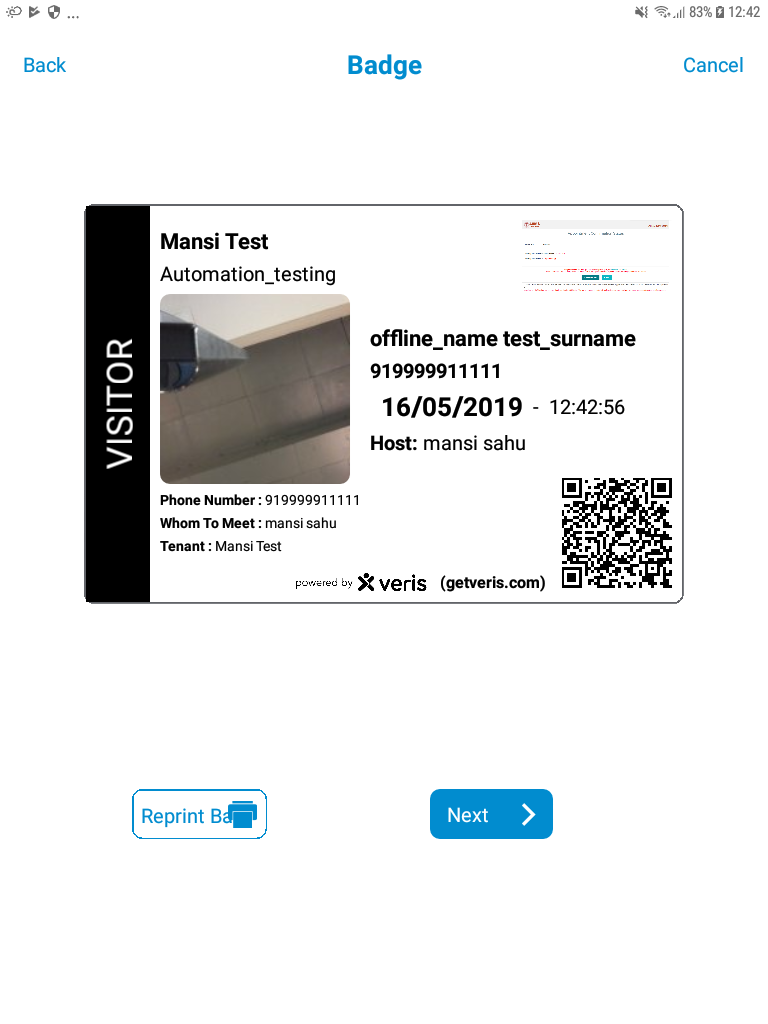 ... 83% 12:42
Back Badge Cancel
VISITOR
Mansi Test
Automation_testing
offline_name test_surname
919999911111
16/05/2019 - 12:42:56
Host: mansi sahu
Phone Number : 919999911111
Whom To Meet : mansi sahu
Tenant : Mansi Test
powered by veris (getveris.com)
Reprint Ba
Next